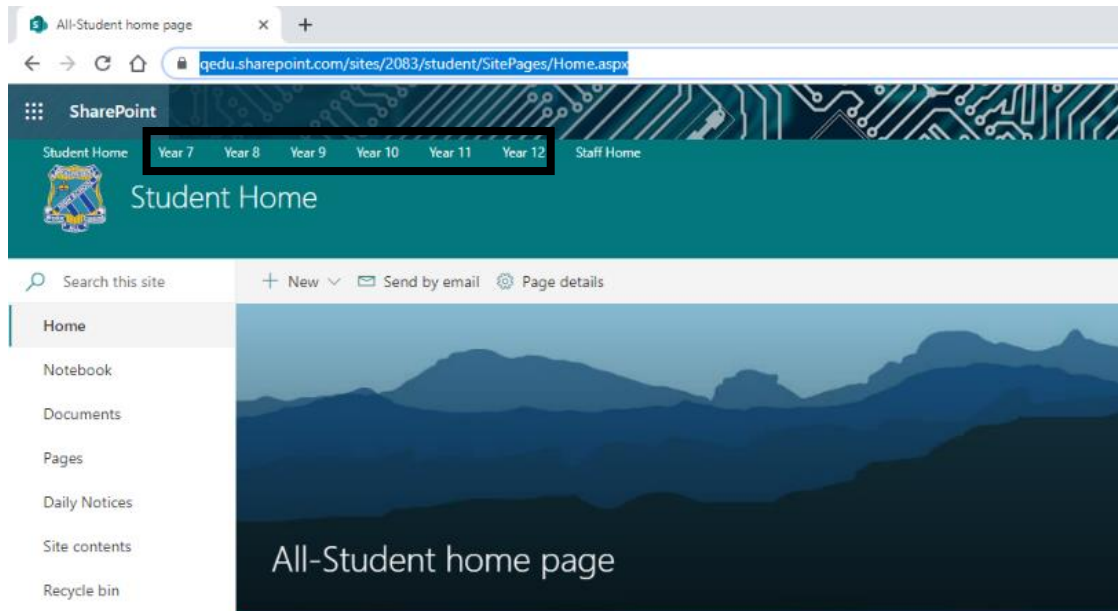 All-Student home page
qedu.sharepoint.com/sites/2083/student/SitePages/Home.aspx
SharePoint
Student Home Year 7 Year 8 Year 9 Year 10 Year 11 Year 12 Staff Home
Student Home
Search this site + New Send by email Page details
Home
Notebook
Documents
Pages
Daily Notices
Site contents
All-Student home page
Recycle bin